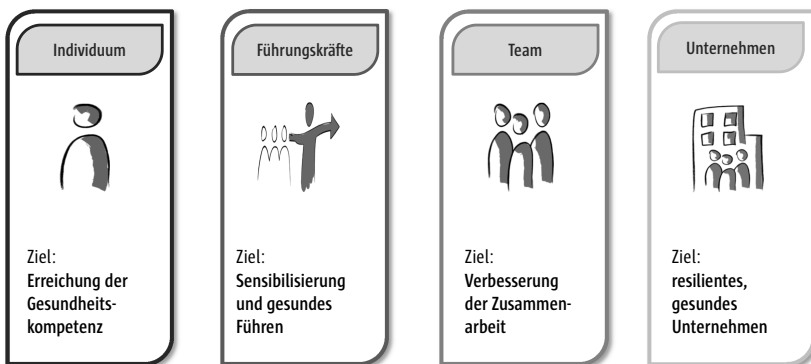 Individuum
Ziel:
Erreichung der
Gesundheits-
kompetenz
Führungskräfte
Ziel:
Sensibilisierung
und gesundes
Führen
Team
Ziel:
Verbesserung
der Zusammen-
arbeit
Unternehmen
Ziel:
resilientes,
gesundes
Unternehmen